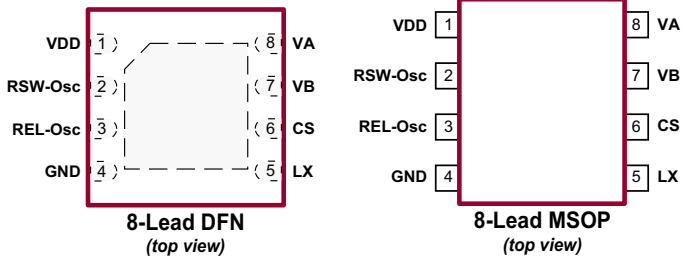 VDD 1 8 VA
RSW-Osc 2 7 VB
REL-Osc 3 6 CS
GND 4 5 LX
8-Lead DFN
(top view)
VDD 1 8 VA
RSW-Osc 2 7 VB
REL-Osc 3 6 CS
GND 4 5 LX
8-Lead MSOP
(top view)